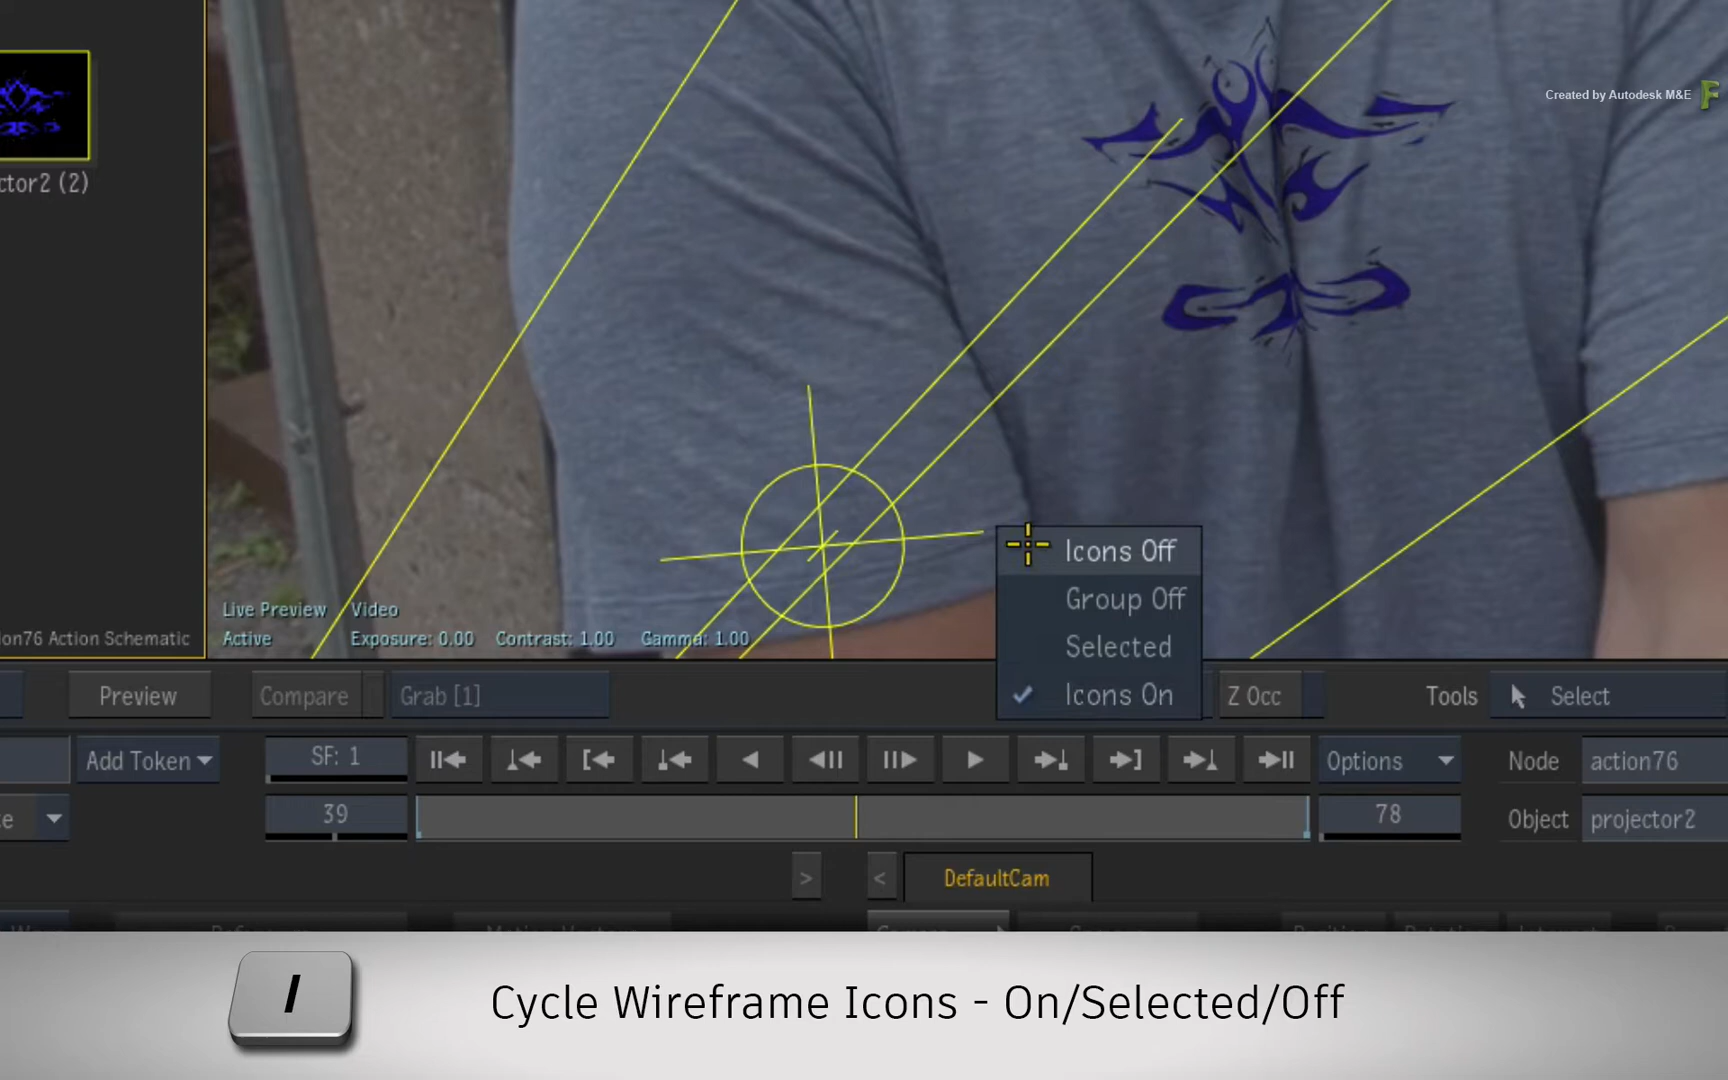 Created by Autodesk M&E
ctor2 (2)
Icons Off
Group Off
Selected
Icons On
Live Preview Video
Active Exposure: 0.00 Contrast: 1.00 Gamma: 1.00
on76 Action Schematic
Preview Compare Grab [1] Z Occ Tools Select
Add Token SF: 1 Options Node action76
39 78 Object projector2
> < DefaultCam
I Cycle Wireframe Icons - On/Selected/Off